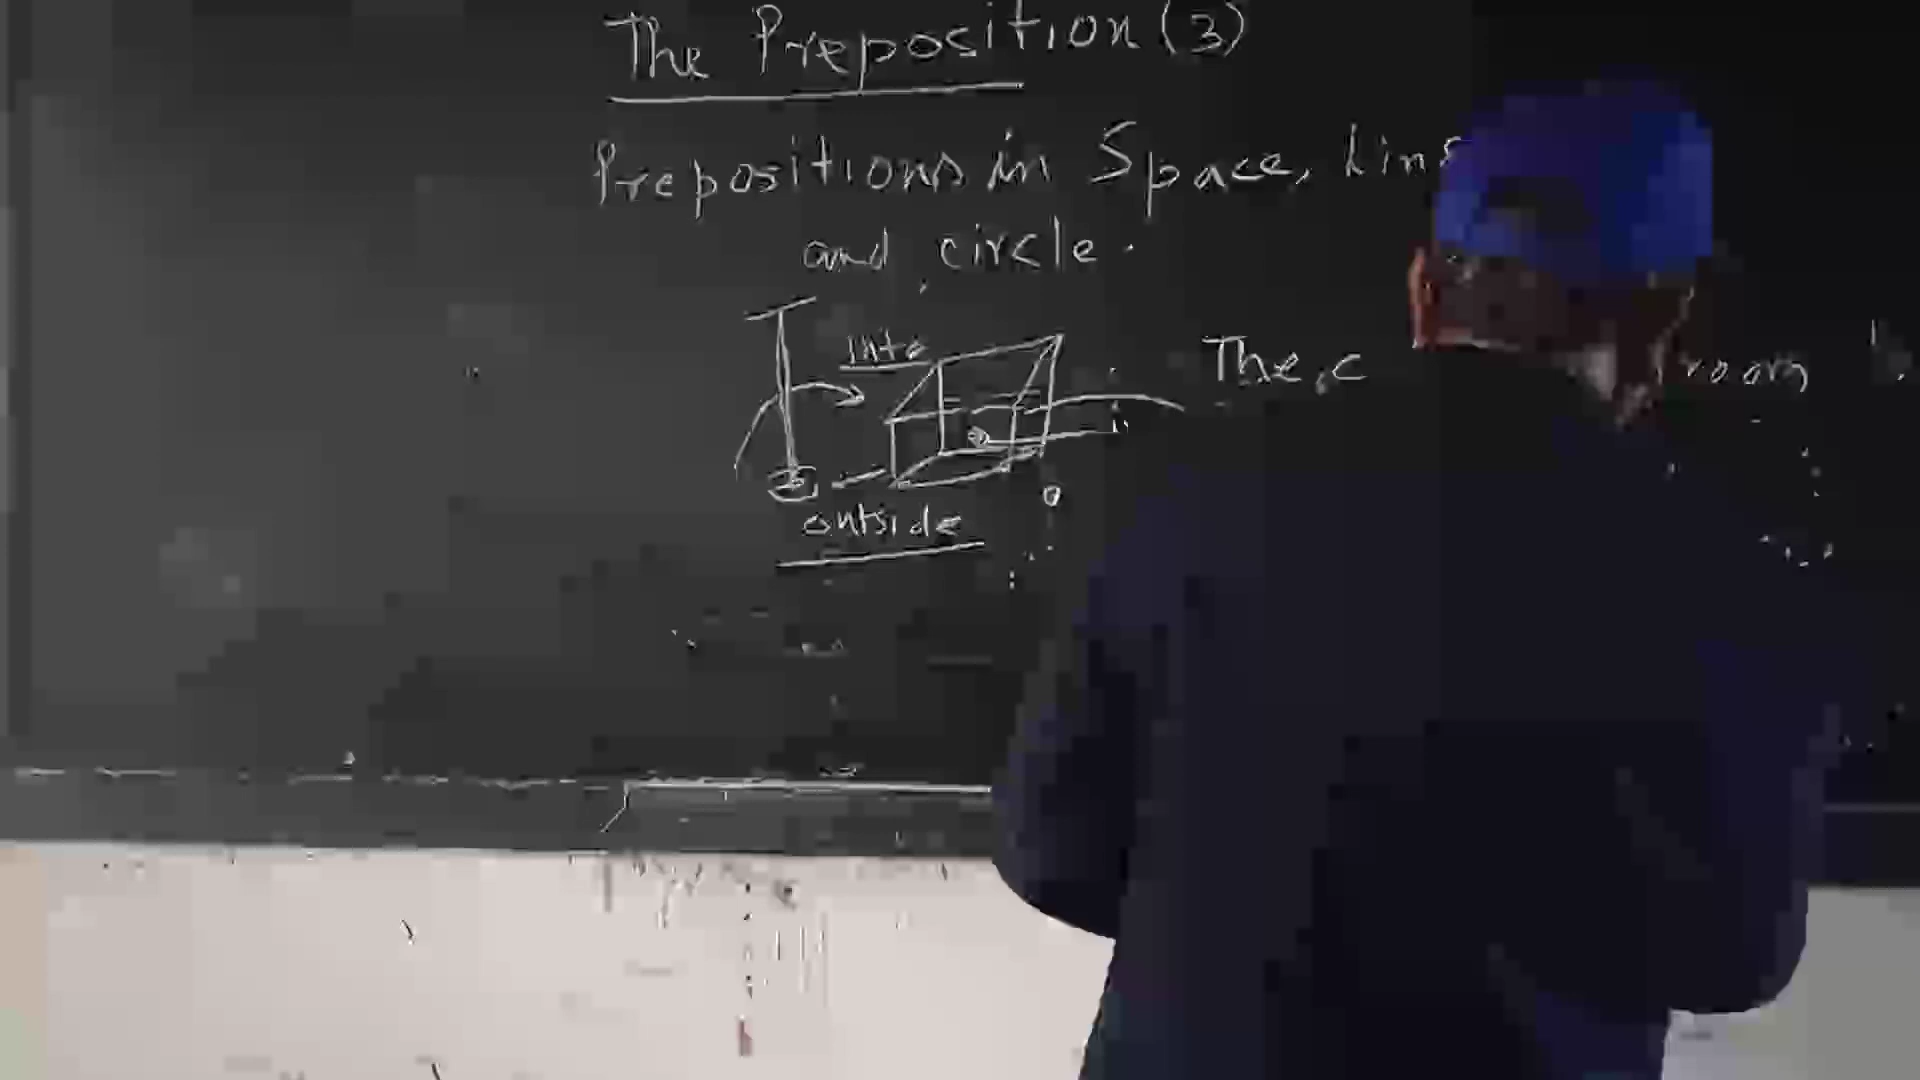 The Preposition (3)
Prepositions in Space, Line
and circle.
into
The room
outside